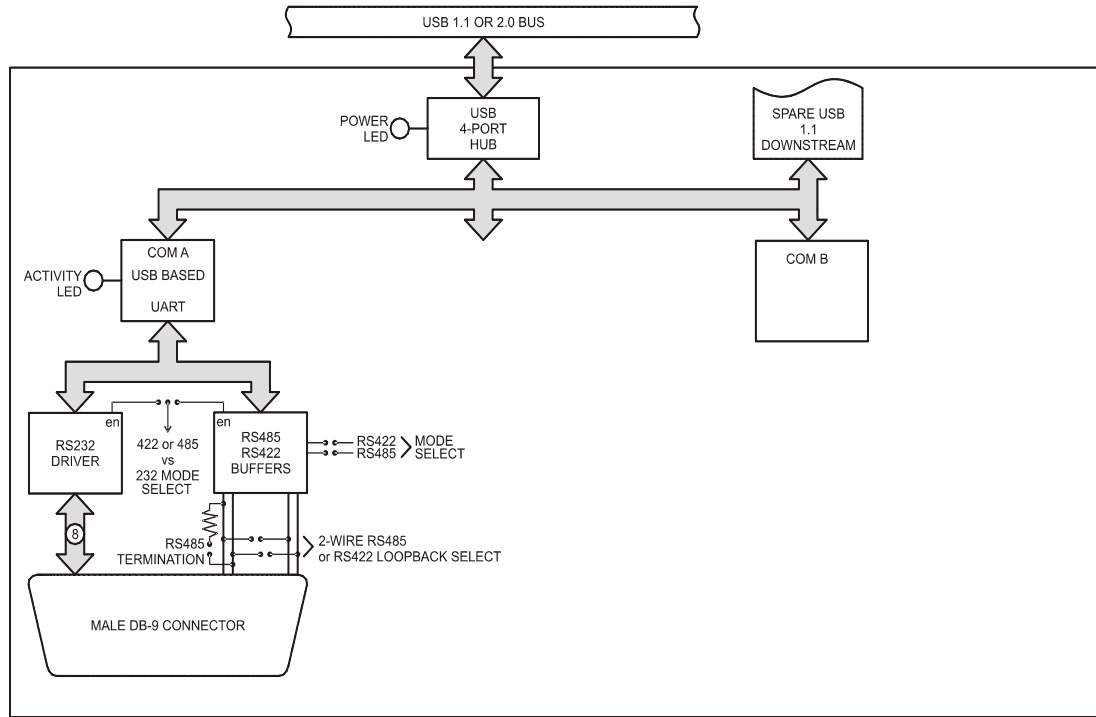 USB 1.1 OR 2.0 BUS
POWER
LED
USB
4-PORT
HUB
SPARE USB
1.1
DOWNSTREAM
ACTIVITY
LED
COM A
USB BASED
UART
COM B
en
en
RS232
DRIVER
422 or 485
vs
232 MODE
SELECT
RS485
RS422
BUFFERS
RS422
RS485
MODE
SELECT
8
RS485
TERMINATION
2-WIRE RS485
or RS422 LOOPBACK SELECT
MALE DB-9 CONNECTOR